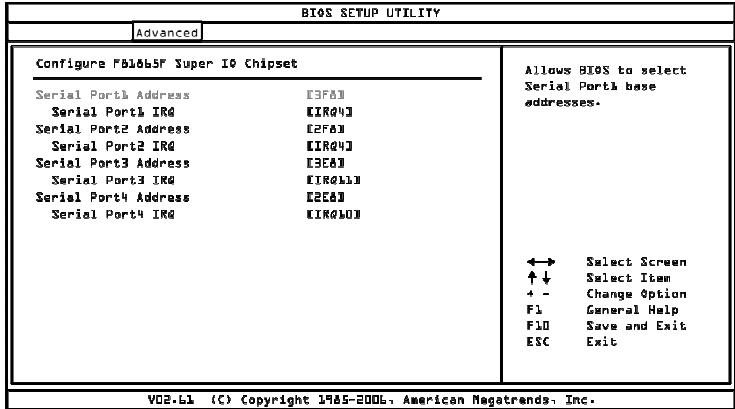 BIOS SETUP UTILITY
Advanced
Configure F81865F Super IO Chipset
Serial Port1 Address [3F8]
Serial Port1 IRQ [IRQ4]
Serial Port2 Address [2F8]
Serial Port2 IRQ [IRQ4]
Serial Port3 Address [3E8]
Serial Port3 IRQ [IRQ11]
Serial Port4 Address [2E8]
Serial Port4 IRQ [IRQ10]
Allows BIOS to select
Serial Port1 base
addresses.
Select Screen
Select Item
+ - Change Option
F1 General Help
F10 Save and Exit
ESC Exit
V02.61 (C) Copyright 1985-2006, American Megatrends, Inc.